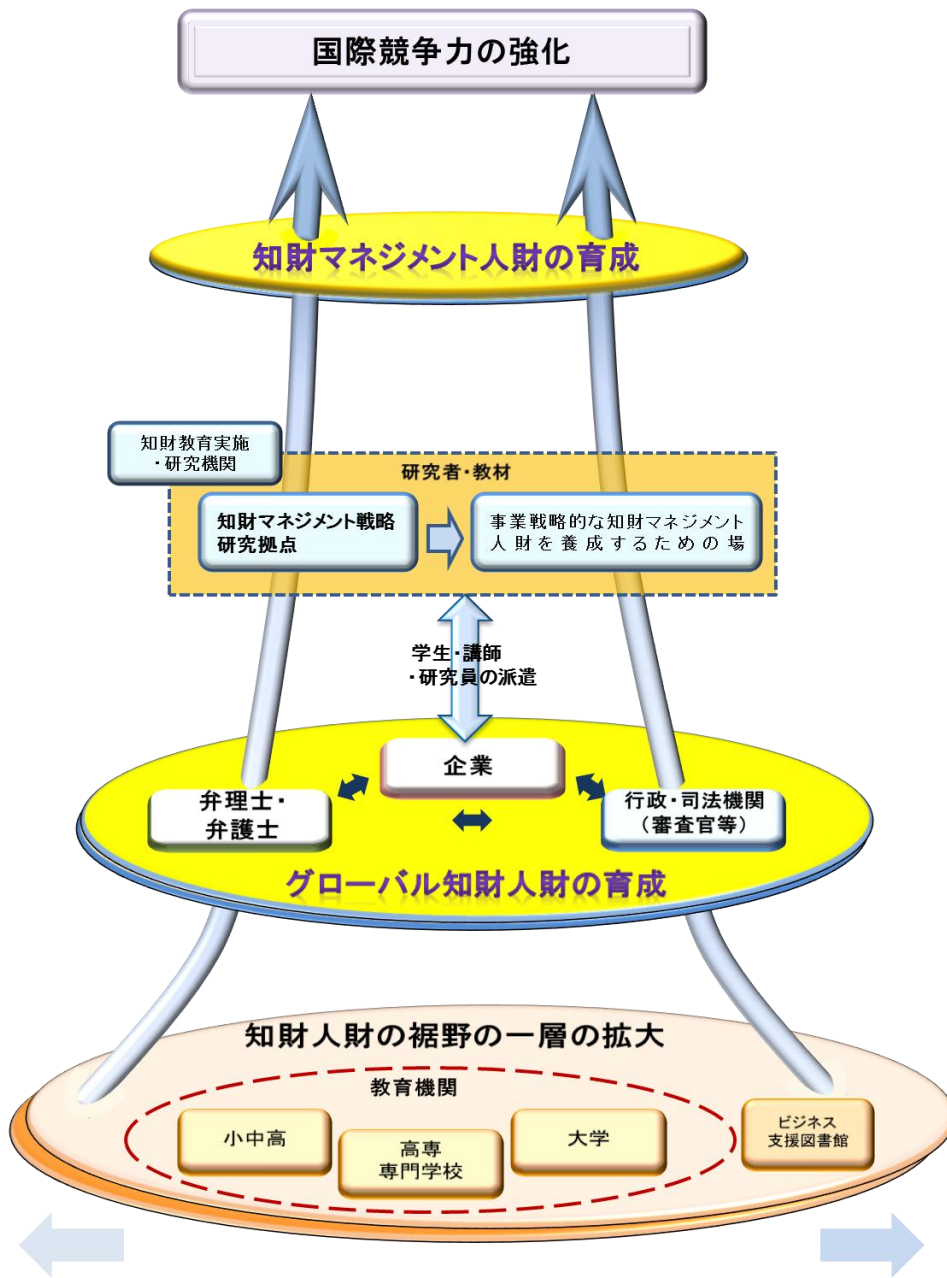 国際競争力の強化
知財マネジメント人財の育成
知財教育実施
・研究機関
研究者・教材
知財マネジメント戦略
研究拠点
事業戦略的な知財マネジメント
人財を養成するための場
学生・講師
・研究員の派遣
企業
弁理士・
弁護士
行政・司法機関
（審査官等）
グローバル知財人財の育成
知財人財の裾野の一層の拡大
教育機関
小中高
高専
専門学校
大学
ビジネス
支援図書館